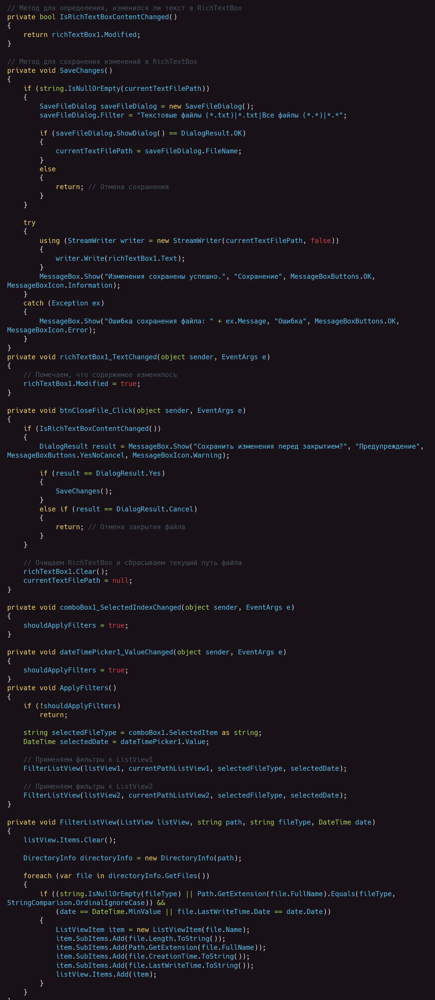 // Метод для определения, изменился ли текст в RichTextBox
private bool IsRichTextBoxContentChanged()
{
    return richTextBox1.Modified;
}

// Метод для сохранения изменений в RichTextBox
private void SaveChanges()
{
    if (string.IsNullOrEmpty(currentTextFilePath))
    {
        SaveFileDialog saveFileDialog = new SaveFileDialog();
        saveFileDialog.Filter = "Текстовые файлы (*.txt)|*.txt|Все файлы (*.*)|*.*";

        if (saveFileDialog.ShowDialog() == DialogResult.OK)
        {
            currentTextFilePath = saveFileDialog.FileName;
        }
        else
        {
            return; // Отмена сохранения
        }
    }

    try
    {
        using (StreamWriter writer = new StreamWriter(currentTextFilePath, false))
        {
            writer.Write(richTextBox1.Text);
        }
        MessageBox.Show("Изменения сохранены успешно.", "Сохранение", MessageBoxButtons.OK,
MessageBoxIcon.Information);
    }
    catch (Exception ex)
    {
        MessageBox.Show("Ошибка сохранения файла: " + ex.Message, "Ошибка", MessageBoxButtons.OK,
MessageBoxIcon.Error);
    }
}
private void richTextBox1_TextChanged(object sender, EventArgs e)
{
    // Помечаем, что содержимое изменилось
    richTextBox1.Modified = true;
}

private void btnCloseFile_Click(object sender, EventArgs e)
{
    if (IsRichTextBoxContentChanged())
    {
        DialogResult result = MessageBox.Show("Сохранить изменения перед закрытием?", "Предупреждение",
MessageBoxButtons.YesNoCancel, MessageBoxIcon.Warning);

        if (result == DialogResult.Yes)
        {
            SaveChanges();
        }
        else if (result == DialogResult.Cancel)
        {
            return; // Отмена закрытия файла
        }
    }

    // Очищаем RichTextBox и сбрасываем текущий путь файла
    richTextBox1.Clear();
    currentTextFilePath = null;
}

private void comboBox1_SelectedIndexChanged(object sender, EventArgs e)
{
    shouldApplyFilters = true;
}

private void dateTimePicker1_ValueChanged(object sender, EventArgs e)
{
    shouldApplyFilters = true;
}
private void ApplyFilters()
{
    if (!shouldApplyFilters)
        return;

    string selectedFileType = comboBox1.SelectedItem as string;
    DateTime selectedDate = dateTimePicker1.Value;

    // Применяем фильтры к ListView1
    FilterListView(listView1, currentPathListView1, selectedFileType, selectedDate);

    // Применяем фильтры к ListView2
    FilterListView(listView2, currentPathListView2, selectedFileType, selectedDate);
}

private void FilterListView(ListView listView, string path, string fileType, DateTime date)
{
    listView.Items.Clear();

    DirectoryInfo directoryInfo = new DirectoryInfo(path);

    foreach (var file in directoryInfo.GetFiles())
    {
        if ((string.IsNullOrEmpty(fileType) || Path.GetExtension(file.FullName).Equals(fileType,
StringComparison.OrdinalIgnoreCase)) &&
            (date == DateTime.MinValue || file.LastWriteTime.Date == date.Date))
        {
            ListViewItem item = new ListViewItem(file.Name);
            item.SubItems.Add(file.Length.ToString());
            item.SubItems.Add(Path.GetExtension(file.FullName));
            item.SubItems.Add(file.CreationTime.ToString());
            item.SubItems.Add(file.LastWriteTime.ToString());
            listView.Items.Add(item);
        }
    }
}